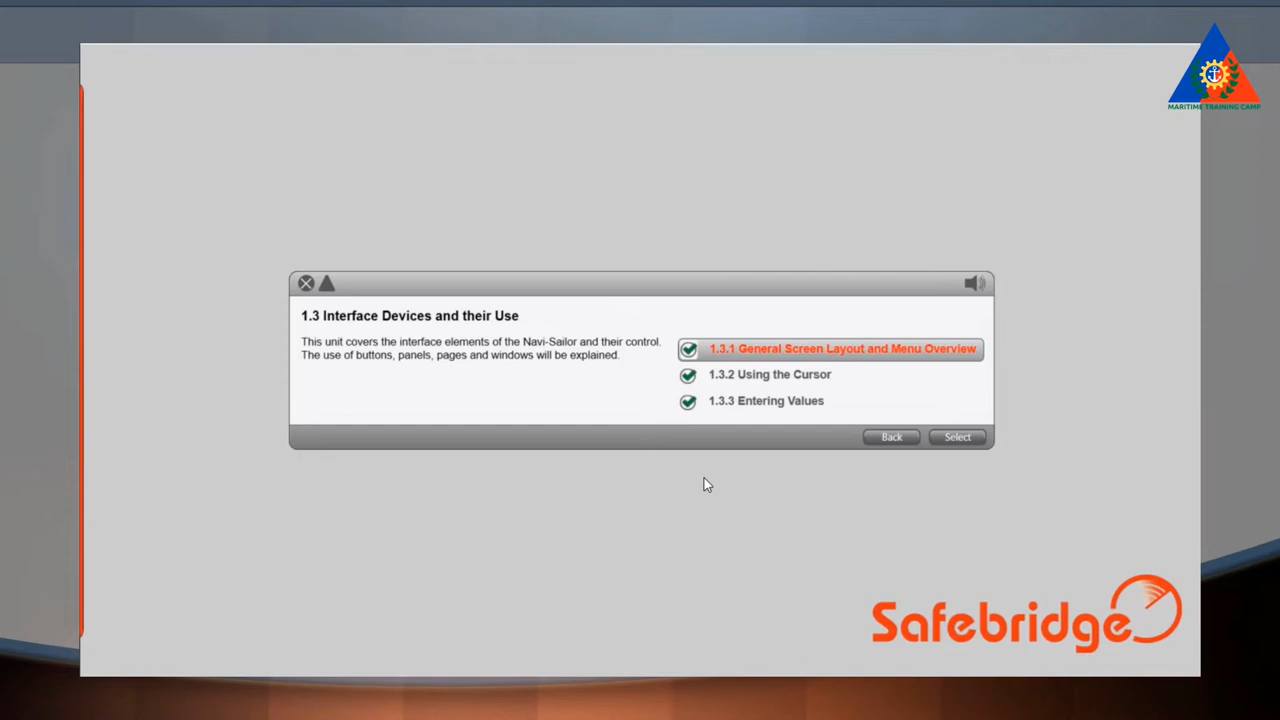 MARITIME TRAINING CAMP
1.3 Interface Devices and their Use
This unit covers the interface elements of the Navi-Sailor and their control.
The use of buttons, panels, pages and windows will be explained.
1.3.1 General Screen Layout and Menu Overview
1.3.2 Using the Cursor
1.3.3 Entering Values
Back
Select
Safebridge